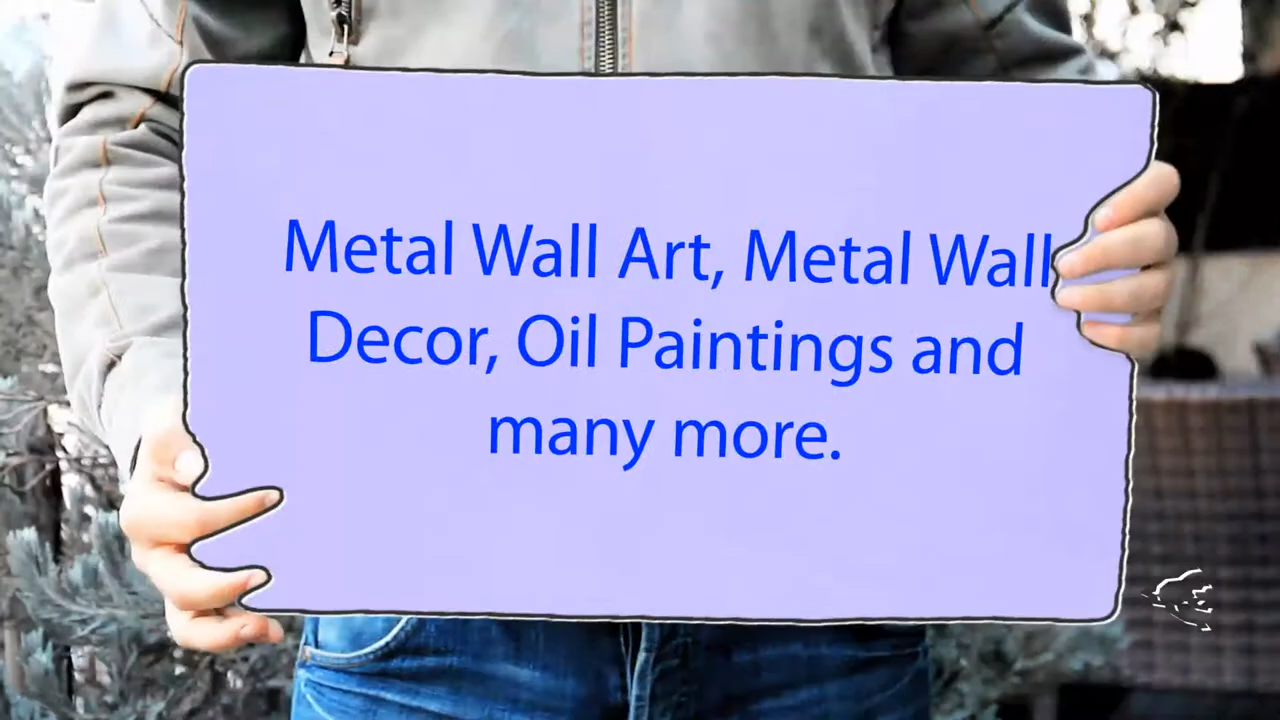 Metal Wall Art, Metal Wall
Decor, Oil Paintings and
many more.